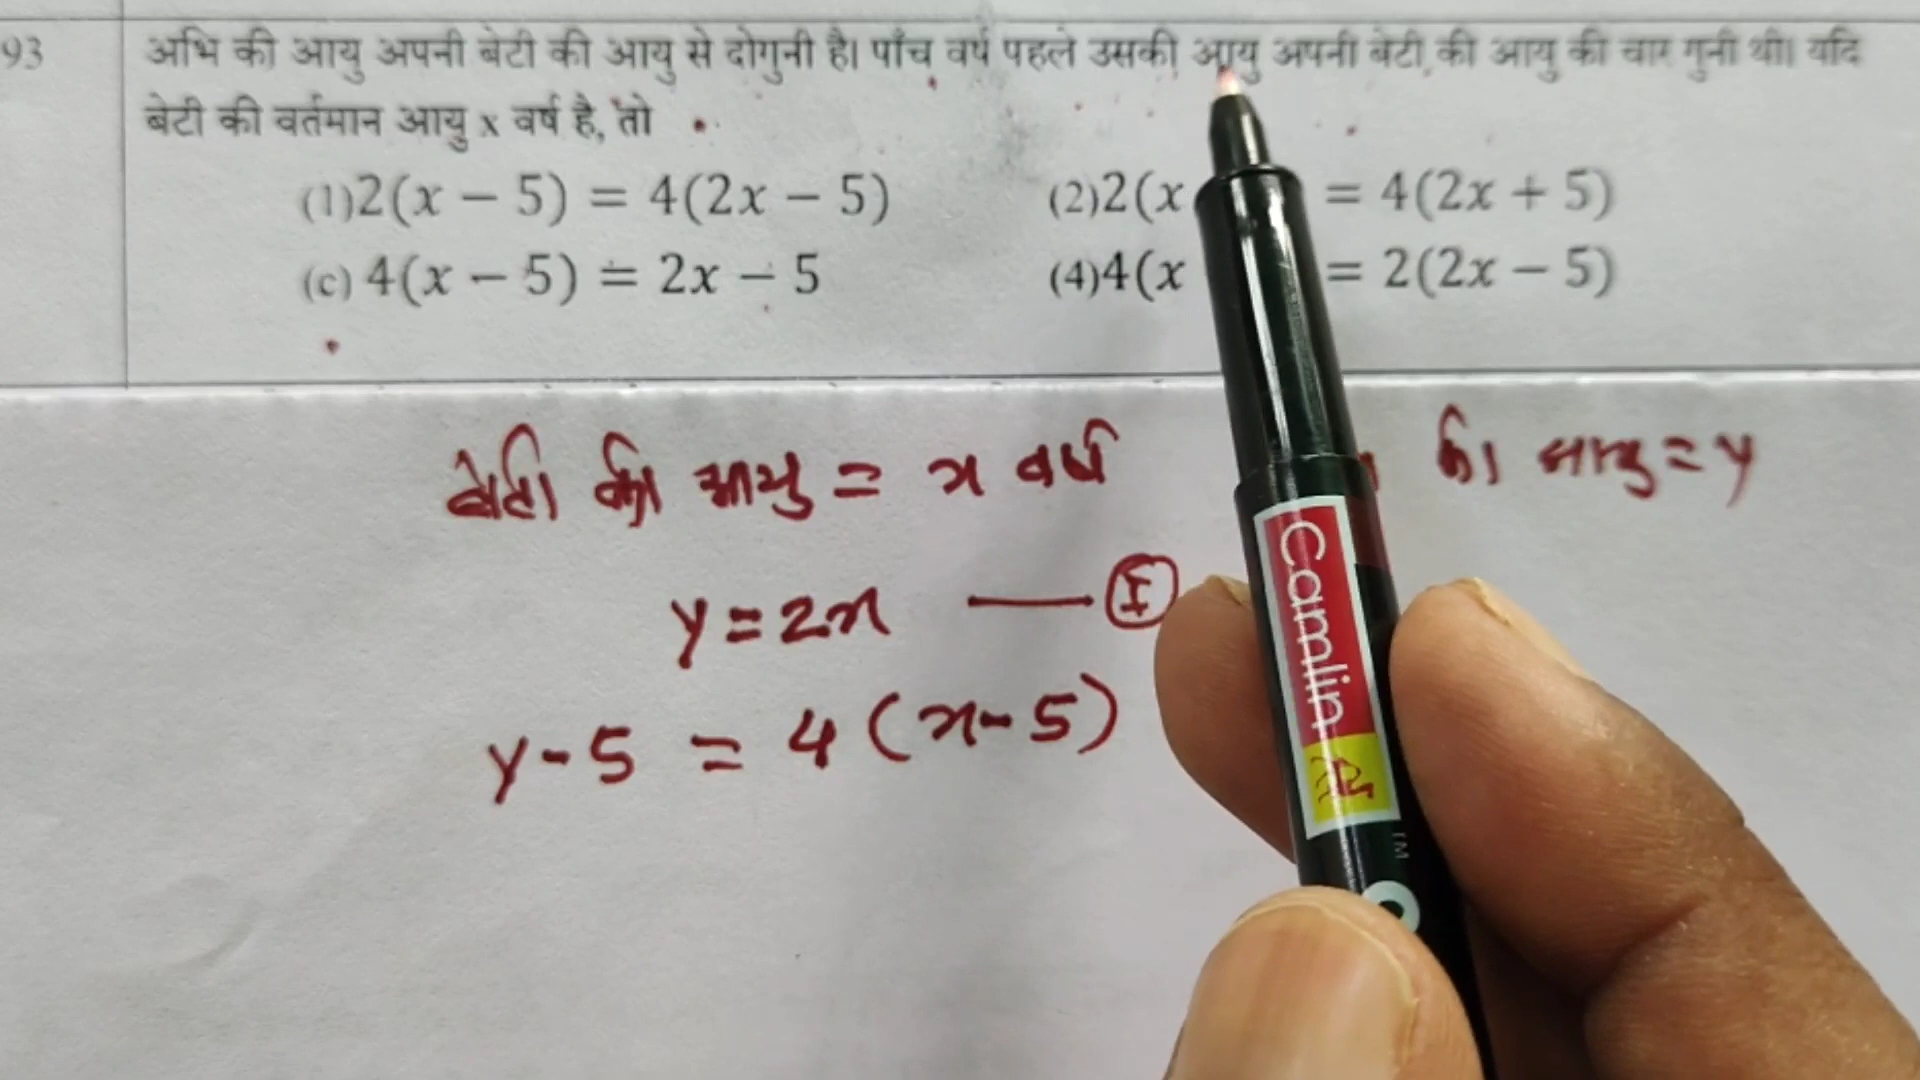 93 अभि की आयु अपनी बेटी की आयु से दोगुनी है। पाँच वर्ष पहले उसकी आयु अपनी बेटी की आयु की चार गुनी थी। यदि
बेटी की वर्तमान आयु x वर्ष है, तो
(1)2(x − 5) = 4(2x − 5) (2)2(x = 4(2x + 5)
(c) 4(x − 5) = 2x − 5 (4)4(x = 2(2x − 5)
बेटी की आयु = x वर्ष की आयु = y
y = 2x — I
y - 5 = 4 (x - 5)
Camlin
TM